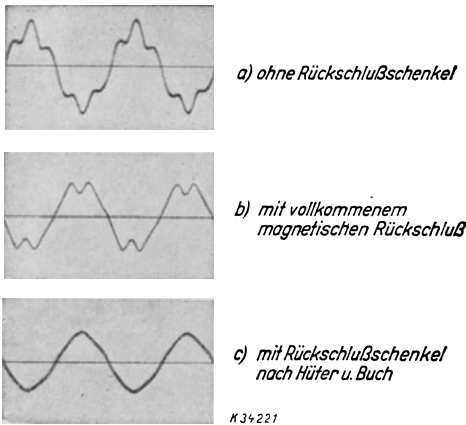 a) ohne Rückschlußschenkel
b) mit vollkommenem
magnetischen Rückschluß
c) mit Rückschlußschenkel
nach Hüter u. Buch
K 34221